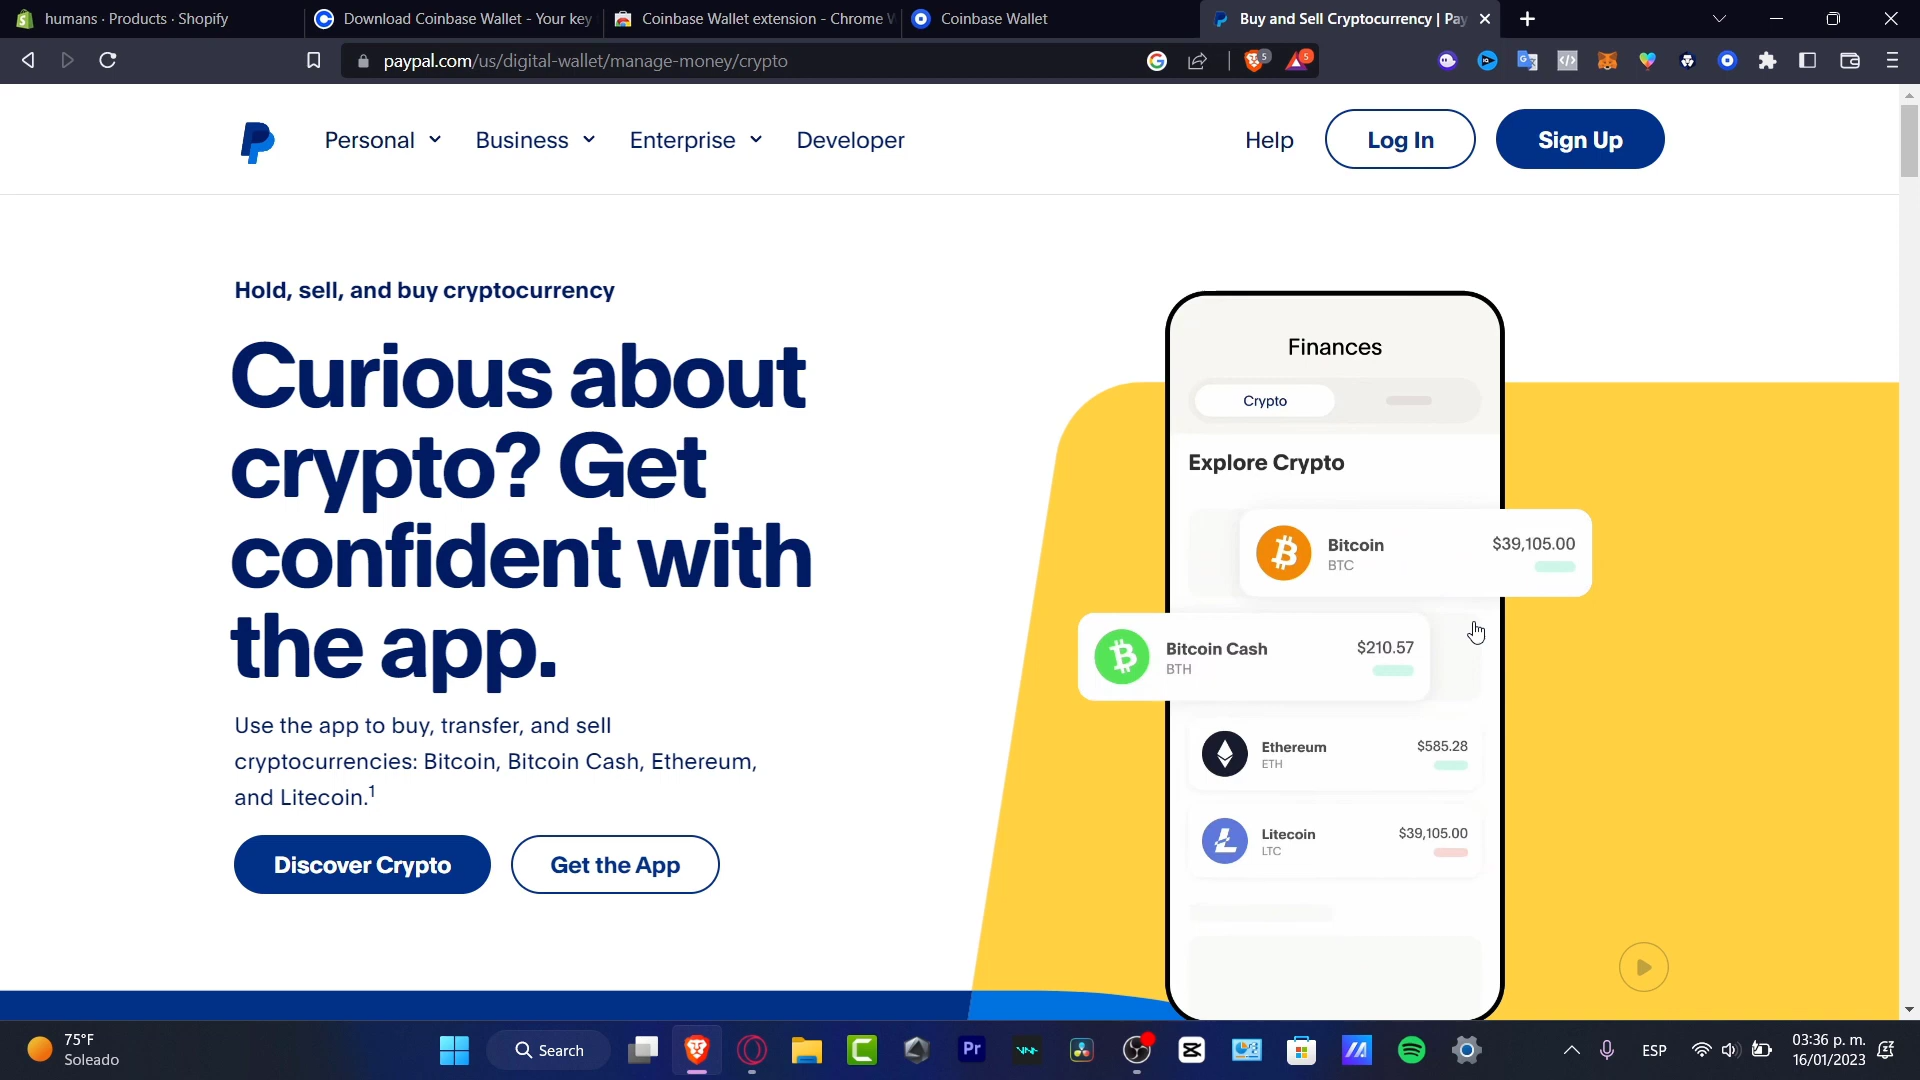 humans · Products · Shopify
Download Coinbase Wallet - Your key
Coinbase Wallet extension - Chrome W
Coinbase Wallet
Buy and Sell Cryptocurrency | Pay
paypal.com/us/digital-wallet/manage-money/crypto
5
5
Personal
Business
Enterprise
Developer
Help
Log In
Sign Up
Hold, sell, and buy cryptocurrency
Curious about
crypto? Get
confident with
the app.
Use the app to buy, transfer, and sell
cryptocurrencies: Bitcoin, Bitcoin Cash, Ethereum,
and Litecoin.¹
Discover Crypto
Get the App
Finances
Crypto
Explore Crypto
Bitcoin
BTC
$39,105.00
Bitcoin Cash
BTH
$210.57
Ethereum
ETH
$585.28
Litecoin
LTC
$39,105.00
75°F
Soleado
Search
Pr
ESP
03:36 p. m.
16/01/2023